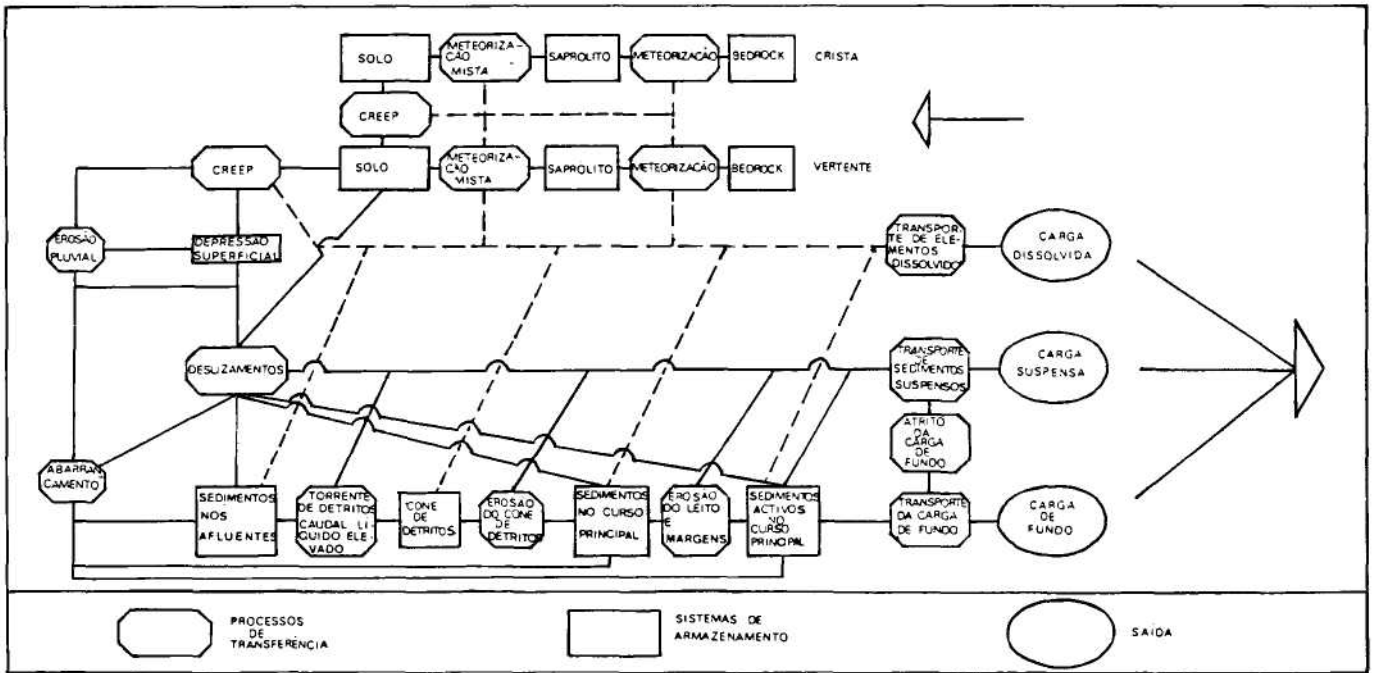 SOLO
METEORIZA-
ÇÃO
MISTA
SAPROLITO
METEORIZAÇÃO
BEDROCK
CRISTA
CREEP
CREEP
SOLO
METEORIZA-
ÇÃO
MISTA
SAPROLITO
METEORIZAÇÃO
BEDROCK
VERTENTE
EROSÃO
PLUVIAL
DEPRESSÃO
SUPERFICIAL
TRANSPOR-
TE DE ELE-
MENTOS
DISSOLVIDO
CARGA
DISSOLVIDA
DESLIZAMENTOS
TRANSPORTE
DE
SEDIMENTOS
SUSPENSOS
CARGA
SUSPENSA
ATRITO
DA
CARGA
DE
FUNDO
ABARRAN
CAMENTO
SEDIMENTOS
NOS
AFLUENTES
TORRENTE
DE DETRITOS
CAUDAL LÍ-
QUIDO ELE-
VADO
CONE
DE
DETRITOS
EROSÃO
DO CONE
DE
DETRITOS
SEDIMENTOS
NO CURSO
PRINCIPAL
EROSÃO
DO LEITO
E
MARGENS
SEDIMENTOS
ACTIVOS
NO
CURSO
PRINCIPAL
TRANSPORTE
DA CARGA
DE FUNDO
CARGA
DE
FUNDO
PROCESSOS
DE
TRANSFERÊNCIA
SISTEMAS DE
ARMAZENAMENTO
SAÍDA